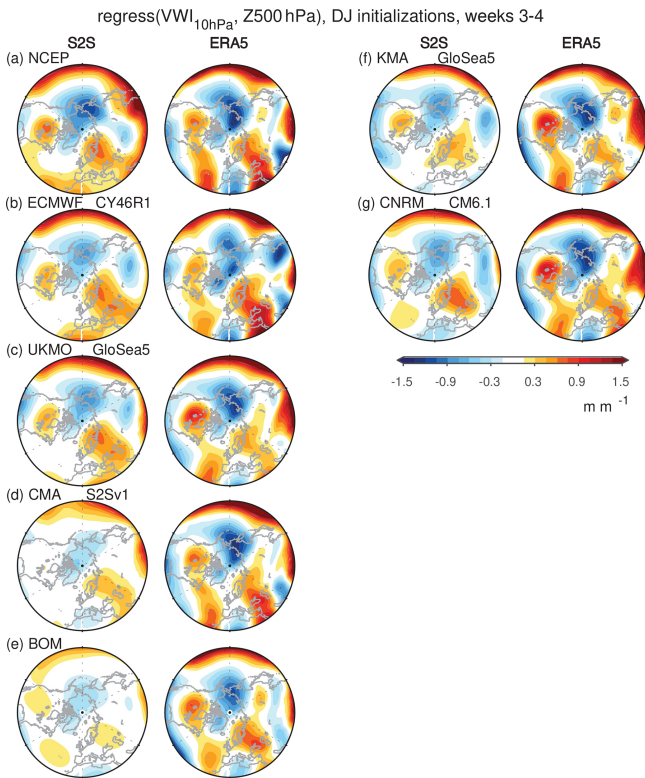 regress(VWI10hPa, Z500 hPa), DJ initializations, weeks 3-4
S2S ERA5 S2S ERA5
(a) NCEP
(f) KMA GloSea5
(b) ECMWF CY46R1
(g) CNRM CM6.1
(c) UKMO GloSea5
-1.5 -0.9 -0.3 0.3 0.9 1.5
m m -1
(d) CMA S2Sv1
(e) BOM